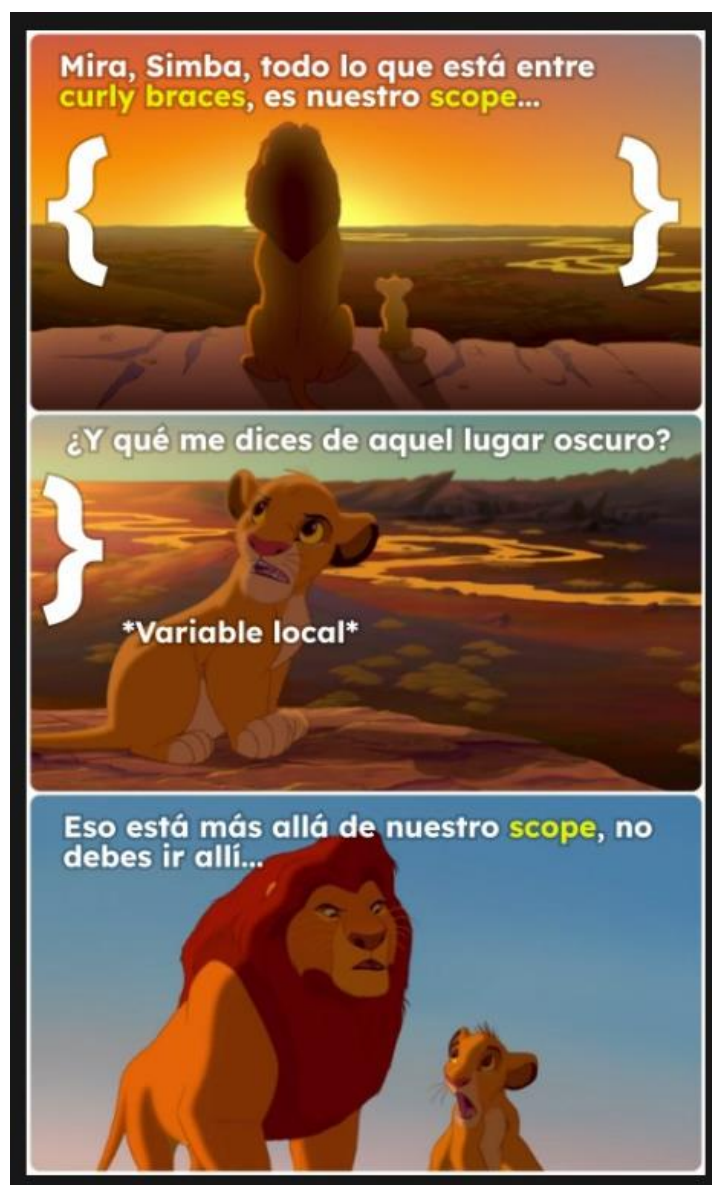 Mira, Simba, todo lo que está entre
curly braces, es nuestro scope...
{ }
¿Y qué me dices de aquel lugar oscuro?
}
*Variable local*
Eso está más allá de nuestro scope, no
debes ir allí...